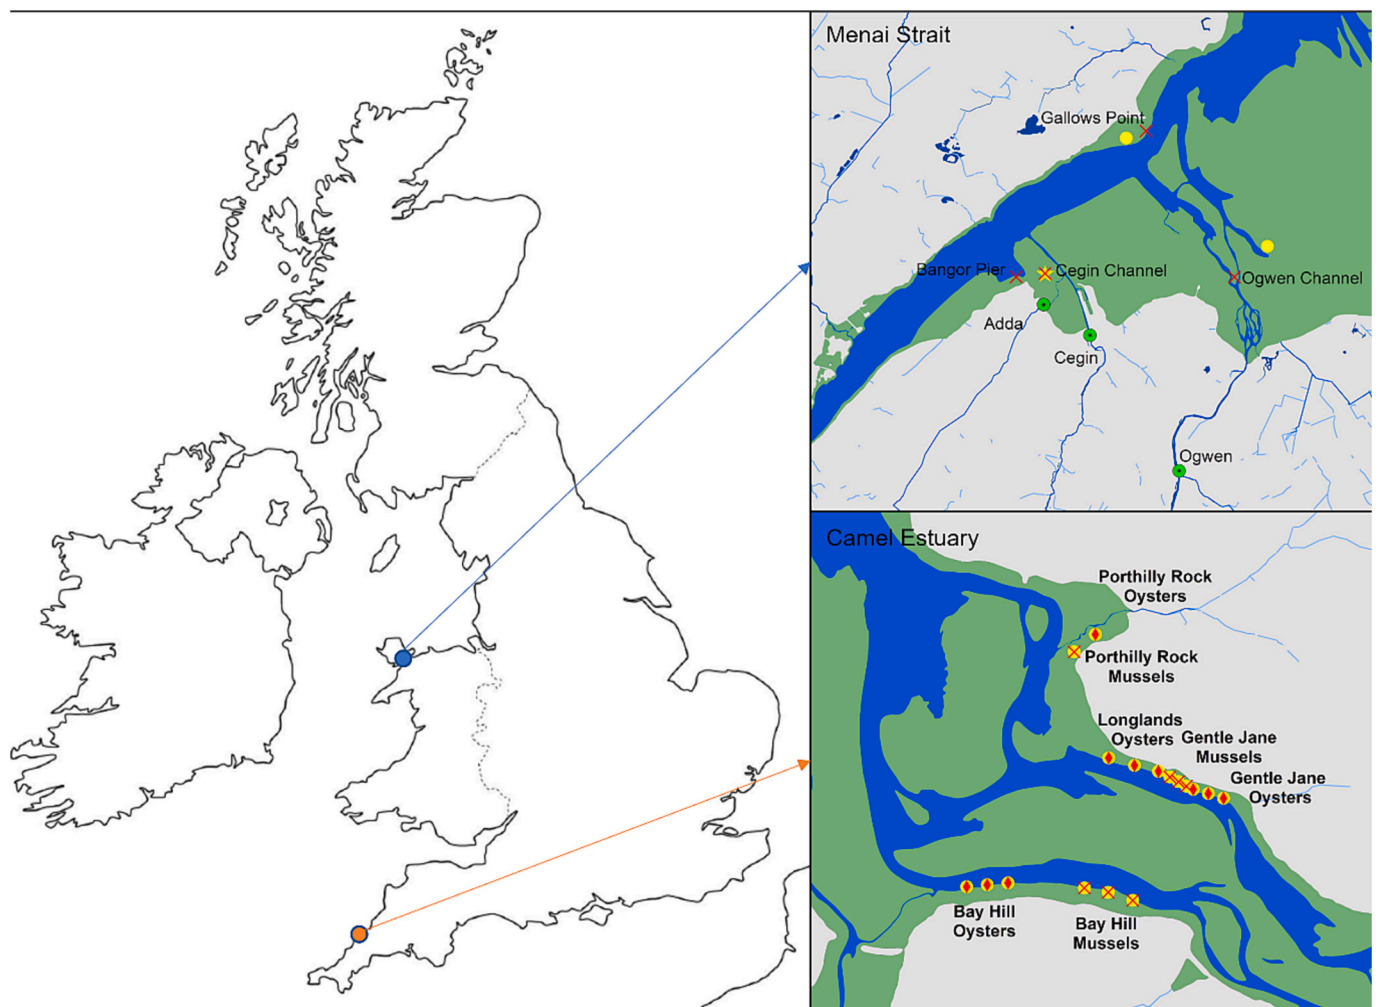 Menai Strait
Gallows Point
Bangor Pier
Cegin Channel
Ogwen Channel
Adda
Cegin
Ogwen
Camel Estuary
Porthilly Rock
Oysters
Porthilly Rock
Mussels
Longlands
Oysters
Gentle Jane
Mussels
Gentle Jane
Oysters
Bay Hill
Oysters
Bay Hill
Mussels